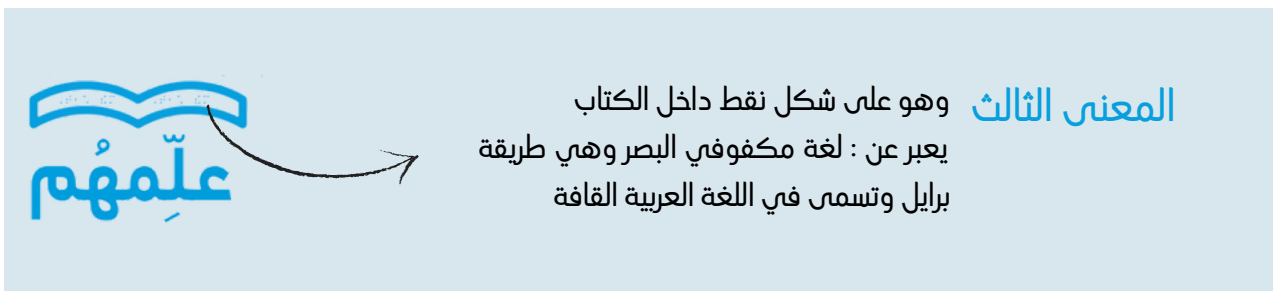 المعنى الثالث
وهو على شكل نقط داخل الكتاب
يعبر عن : لغة مكفوفي البصر وهي طريقة
برايل وتسمى في اللغة العربية القافة
علِّمهُم